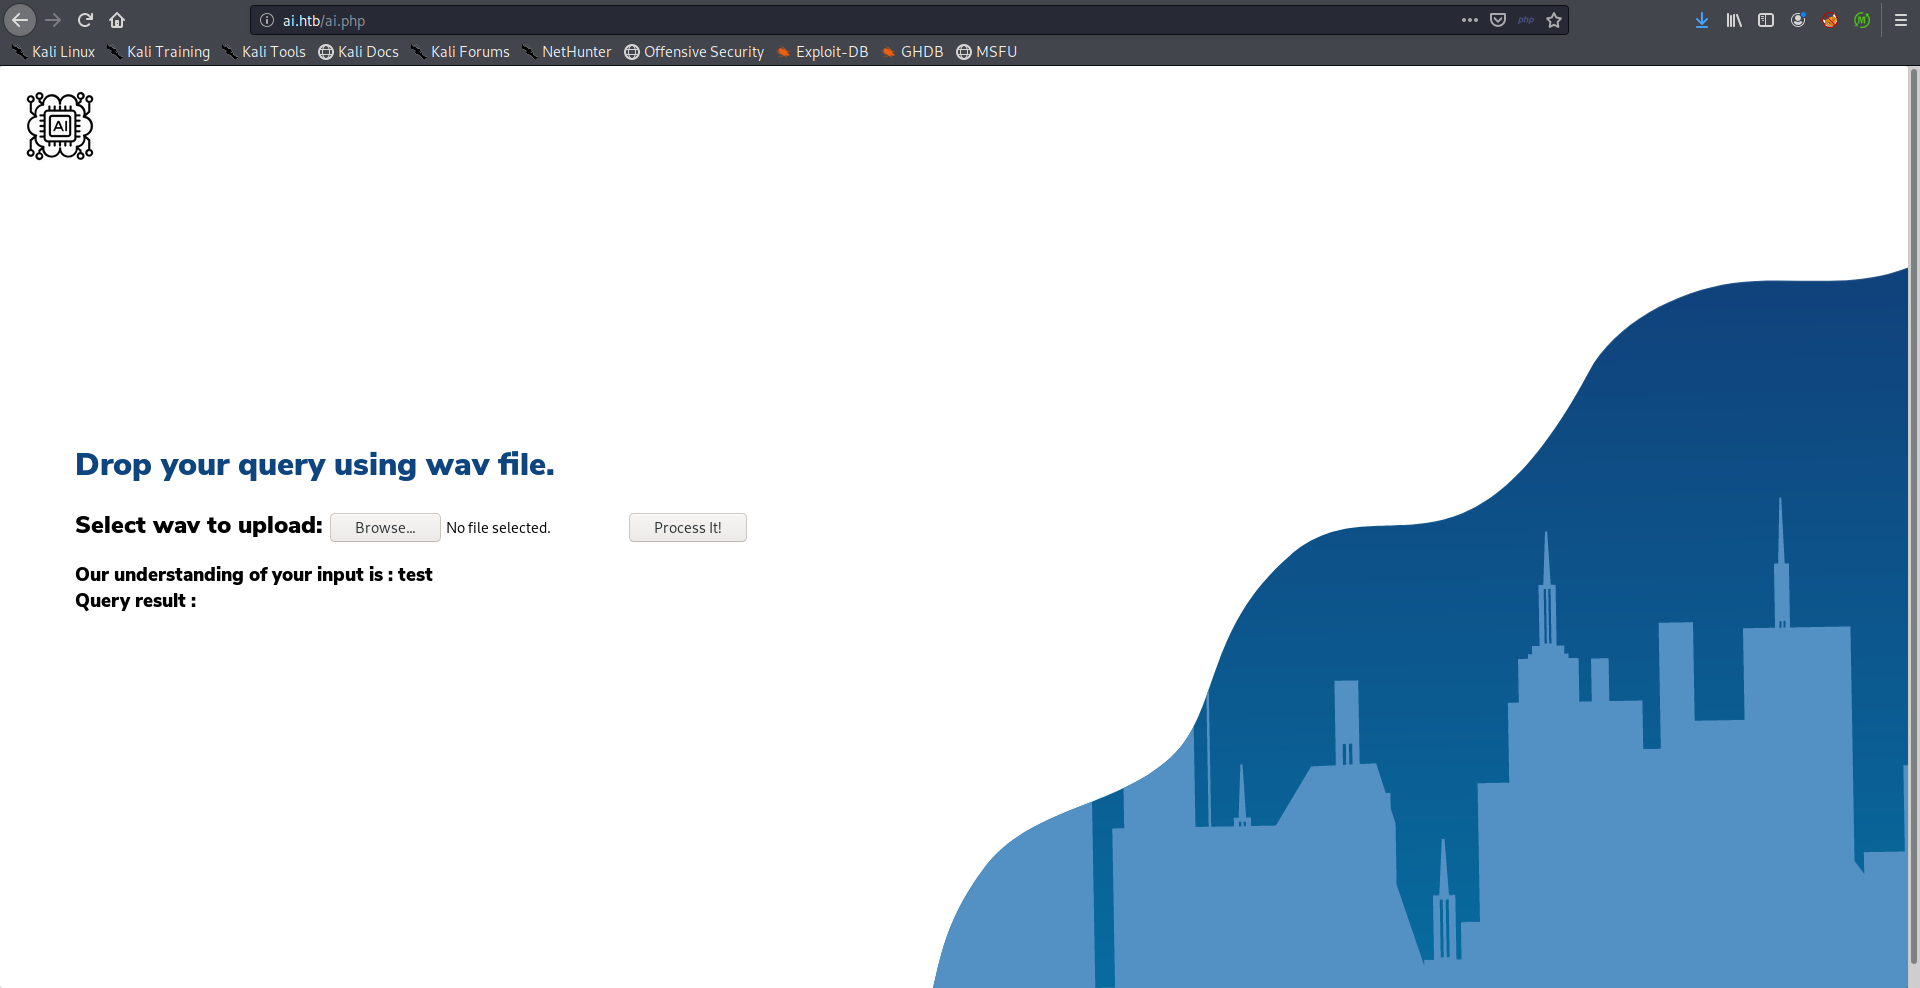 ai.htb/ai.php
php
Kali Linux Kali Training Kali Tools Kali Docs Kali Forums NetHunter Offensive Security Exploit-DB GHDB MSFU
AI
Drop your query using wav file.
Select wav to upload: Browse... No file selected. Process It!
Our understanding of your input is : test
Query result :